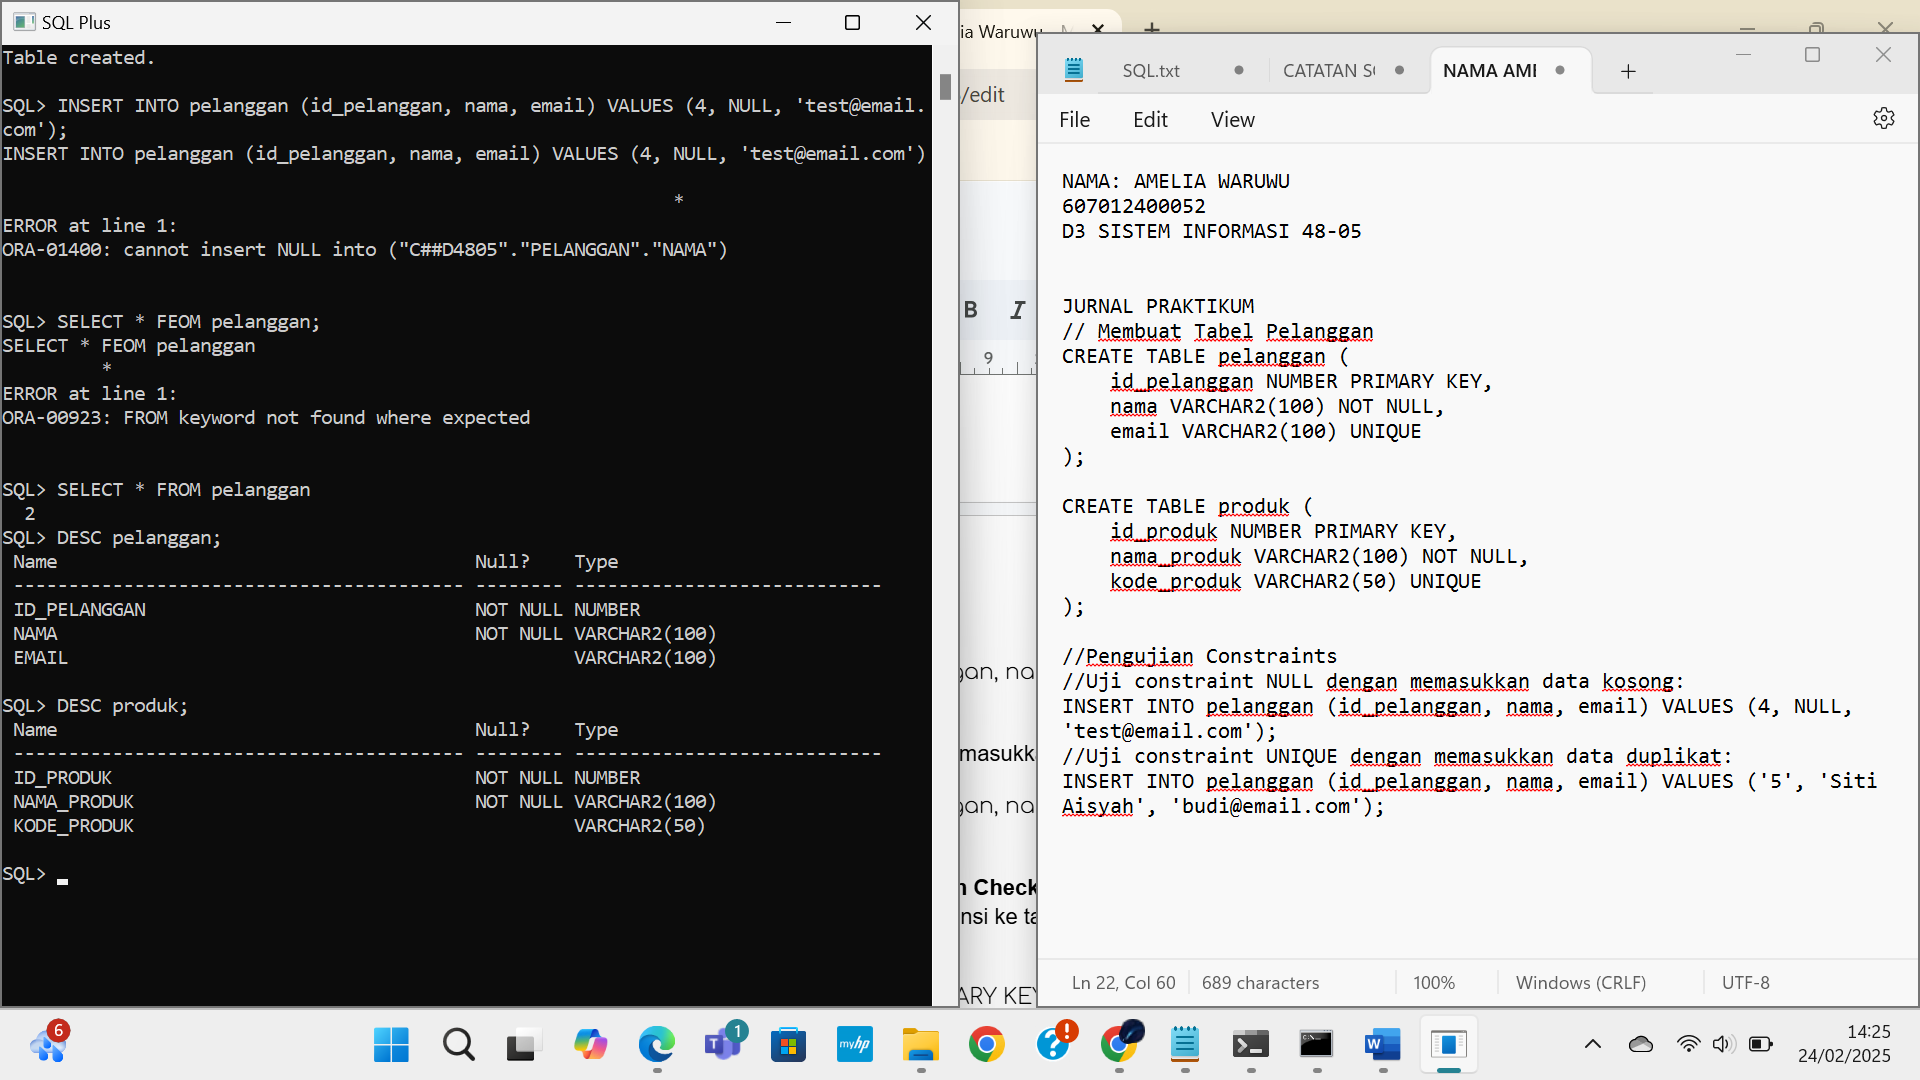 SQL Plus
Table created.
SQL> INSERT INTO pelanggan (id_pelanggan, nama, email) VALUES (4, NULL, 'test@email.
com');
INSERT INTO pelanggan (id_pelanggan, nama, email) VALUES (4, NULL, 'test@email.com')
*
ERROR at line 1:
ORA-01400: cannot insert NULL into ("C##D4805"."PELANGGAN"."NAMA")
SQL> SELECT * FEOM pelanggan;
SELECT * FEOM pelanggan
*
ERROR at line 1:
ORA-00923: FROM keyword not found where expected
SQL> SELECT * FROM pelanggan
2
SQL> DESC pelanggan;
Name Null? Type
----------------------------------------- -------- ----------------------------
ID_PELANGGAN NOT NULL NUMBER
NAMA NOT NULL VARCHAR2(100)
EMAIL VARCHAR2(100)
SQL> DESC produk;
Name Null? Type
----------------------------------------- -------- ----------------------------
ID_PRODUK NOT NULL NUMBER
NAMA_PRODUK NOT NULL VARCHAR2(100)
KODE_PRODUK VARCHAR2(50)
SQL>
ia Waruwu
/edit
B I
9
gan, na
masukk
gan, na
n Check
nsi ke ta
ARY KEY
SQL.txt CATATAN S NAMA AMI
File Edit View
NAMA: AMELIA WARUWU
607012400052
D3 SISTEM INFORMASI 48-05
JURNAL PRAKTIKUM
// Membuat Tabel Pelanggan
CREATE TABLE pelanggan (
id_pelanggan NUMBER PRIMARY KEY,
nama VARCHAR2(100) NOT NULL,
email VARCHAR2(100) UNIQUE
);
CREATE TABLE produk (
id_produk NUMBER PRIMARY KEY,
nama_produk VARCHAR2(100) NOT NULL,
kode_produk VARCHAR2(50) UNIQUE
);
//Pengujian Constraints
//Uji constraint NULL dengan memasukkan data kosong:
INSERT INTO pelanggan (id_pelanggan, nama, email) VALUES (4, NULL,
'test@email.com');
//Uji constraint UNIQUE dengan memasukkan data duplikat:
INSERT INTO pelanggan (id_pelanggan, nama, email) VALUES ('5', 'Siti
Aisyah', 'budi@email.com');
Ln 22, Col 60 689 characters 100% Windows (CRLF) UTF-8
6
1
myhp
14:25
24/02/2025